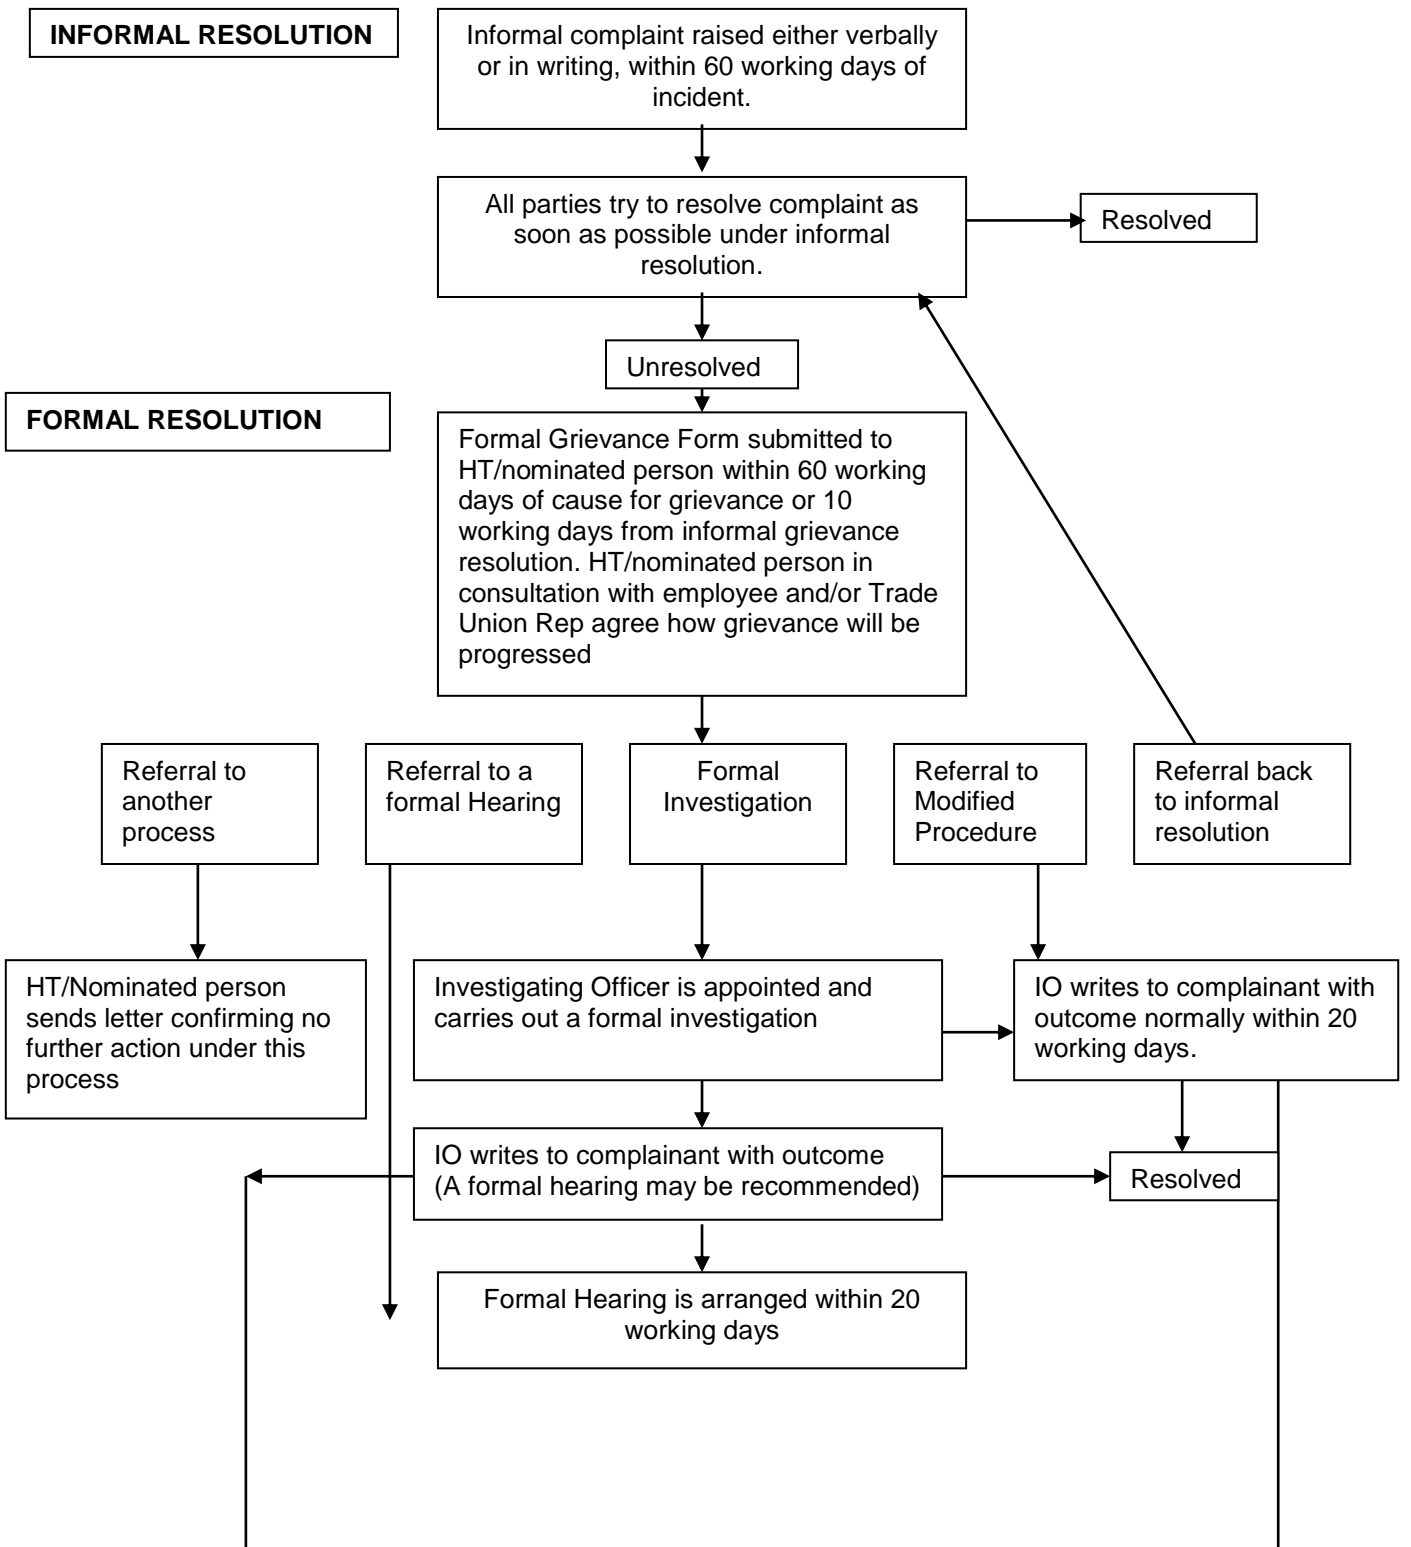 INFORMAL RESOLUTION
Informal complaint raised either verbally
or in writing, within 60 working days of
incident.
All parties try to resolve complaint as
soon as possible under informal
resolution.
Resolved
Unresolved
FORMAL RESOLUTION
Formal Grievance Form submitted to
HT/nominated person within 60 working
days of cause for grievance or 10
working days from informal grievance
resolution. HT/nominated person in
consultation with employee and/or Trade
Union Rep agree how grievance will be
progressed
Referral to
another
process
Referral to a
formal Hearing
Formal
Investigation
Referral to
Modified
Procedure
Referral back
to informal
resolution
HT/Nominated person
sends letter confirming no
further action under this
process
Investigating Officer is appointed and
carries out a formal investigation
IO writes to complainant with
outcome normally within 20
working days.
IO writes to complainant with outcome
(A formal hearing may be recommended)
Resolved
Formal Hearing is arranged within 20
working days